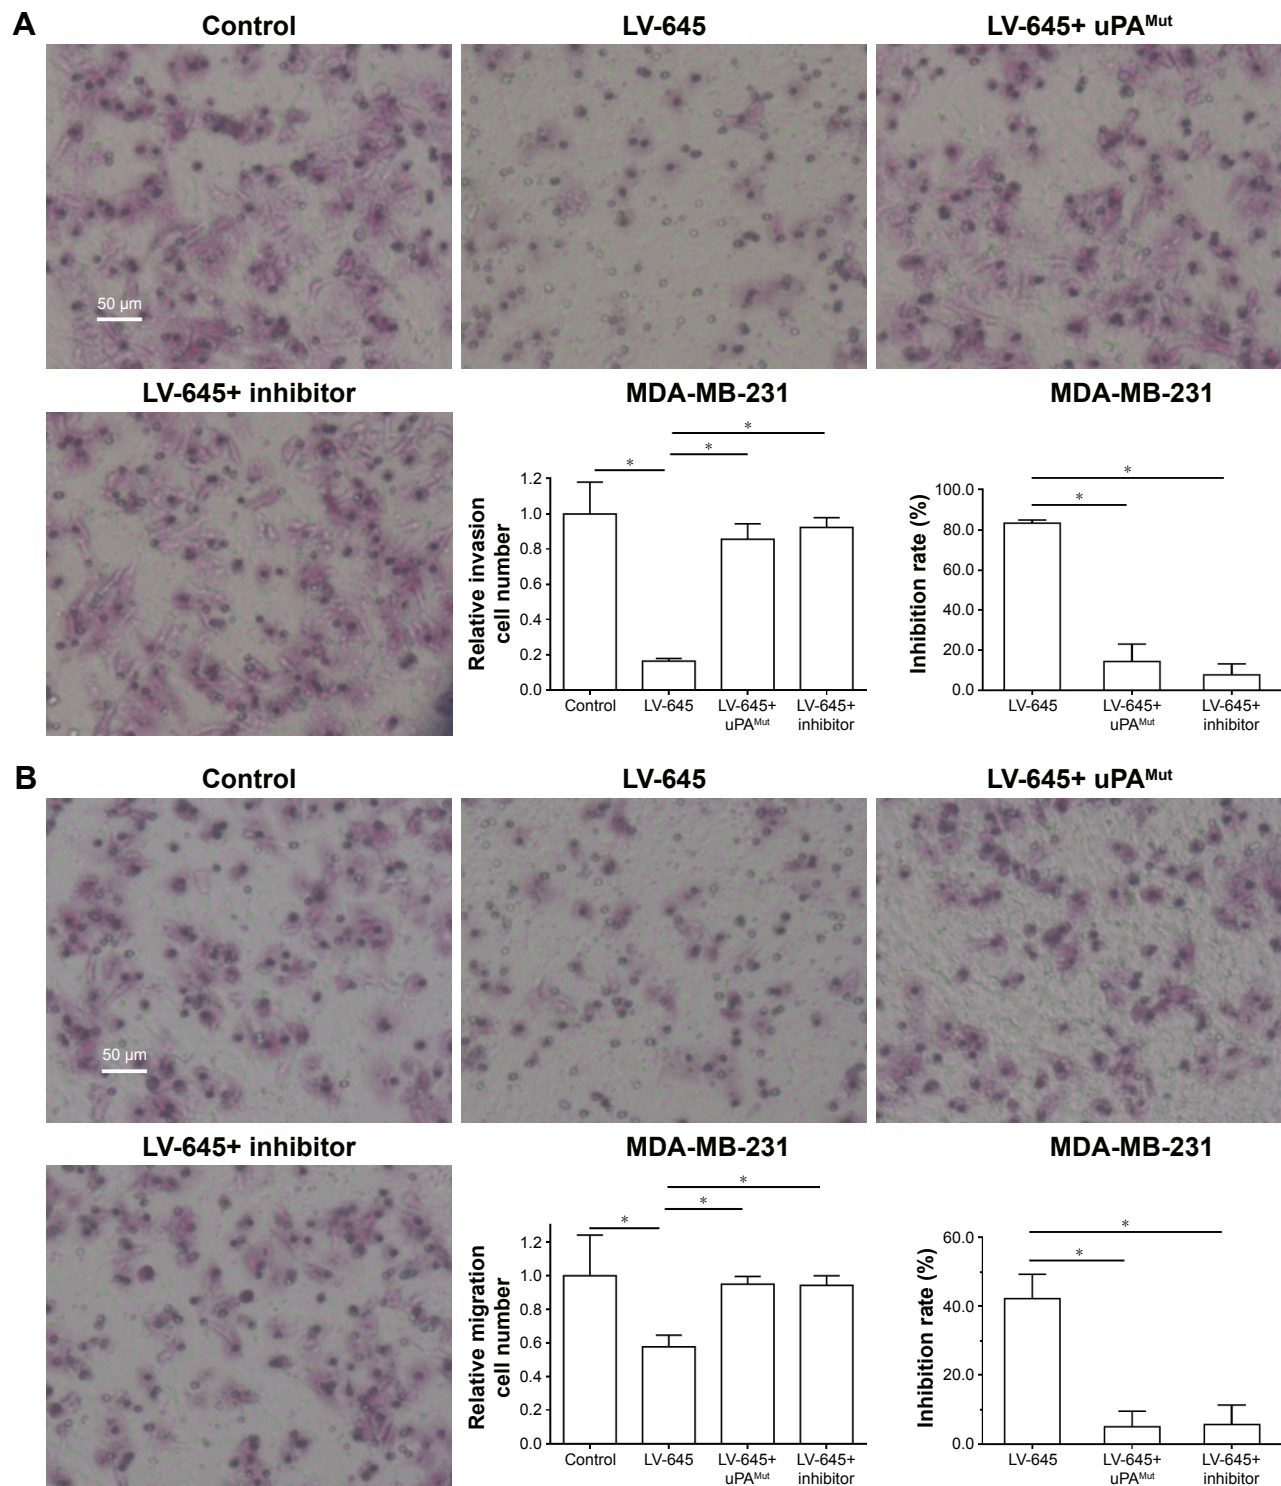 A
Control
LV-645
LV-645+ uPAMut
50 µm
LV-645+ inhibitor
MDA-MB-231
MDA-MB-231
*
*
*
Relative invasion
cell number
1.2
1.0
0.8
0.6
0.4
0.2
0.0
Control
LV-645
LV-645+
uPAMut
LV-645+
inhibitor
*
*
Inhibition rate (%)
100.0
80.0
60.0
40.0
20.0
0.0
LV-645
LV-645+
uPAMut
LV-645+
inhibitor
B
Control
LV-645
LV-645+ uPAMut
50 µm
LV-645+ inhibitor
MDA-MB-231
MDA-MB-231
*
*
*
Relative migration
cell number
1.2
1.0
0.8
0.6
0.4
0.2
0.0
Control
LV-645
LV-645+
uPAMut
LV-645+
inhibitor
*
*
Inhibition rate (%)
60.0
40.0
20.0
0.0
LV-645
LV-645+
uPAMut
LV-645+
inhibitor